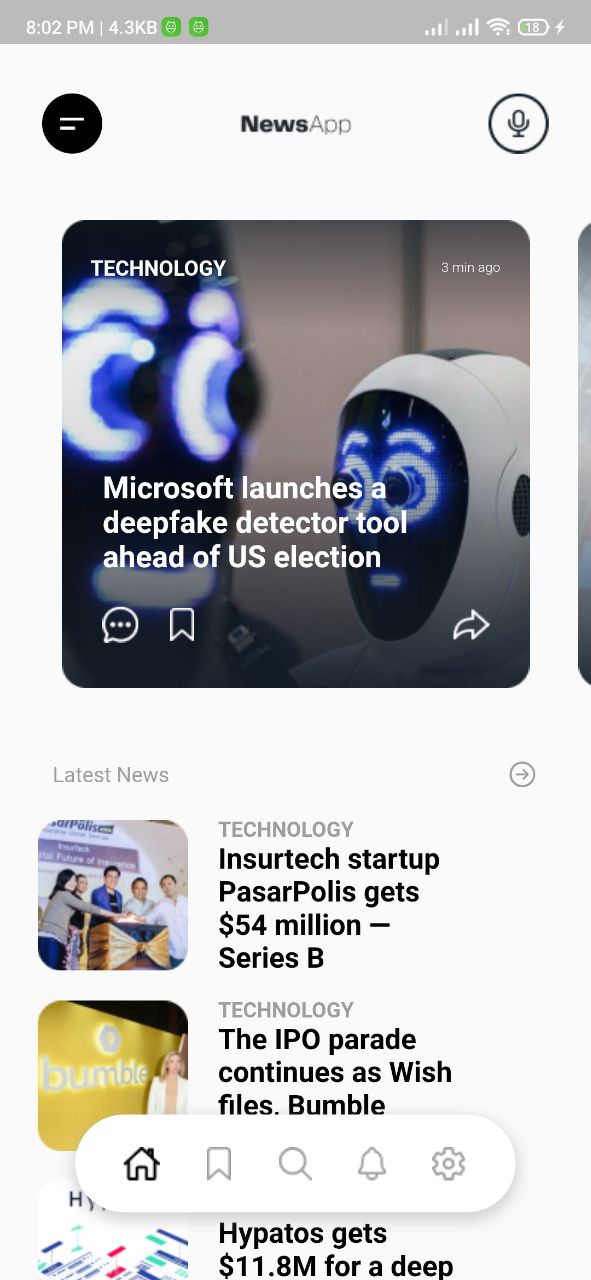 8:02 PM | 4.3KB
18
NewsApp
TECHNOLOGY
3 min ago
Microsoft launches a
deepfake detector tool
ahead of US election
Latest News
TECHNOLOGY
Insurtech startup
PasarPolis gets
$54 million —
Series B
InsurTech
TECHNOLOGY
The IPO parade
continues as Wish
files, Bumble
bumble
Hypatos gets
$11.8M for a deep